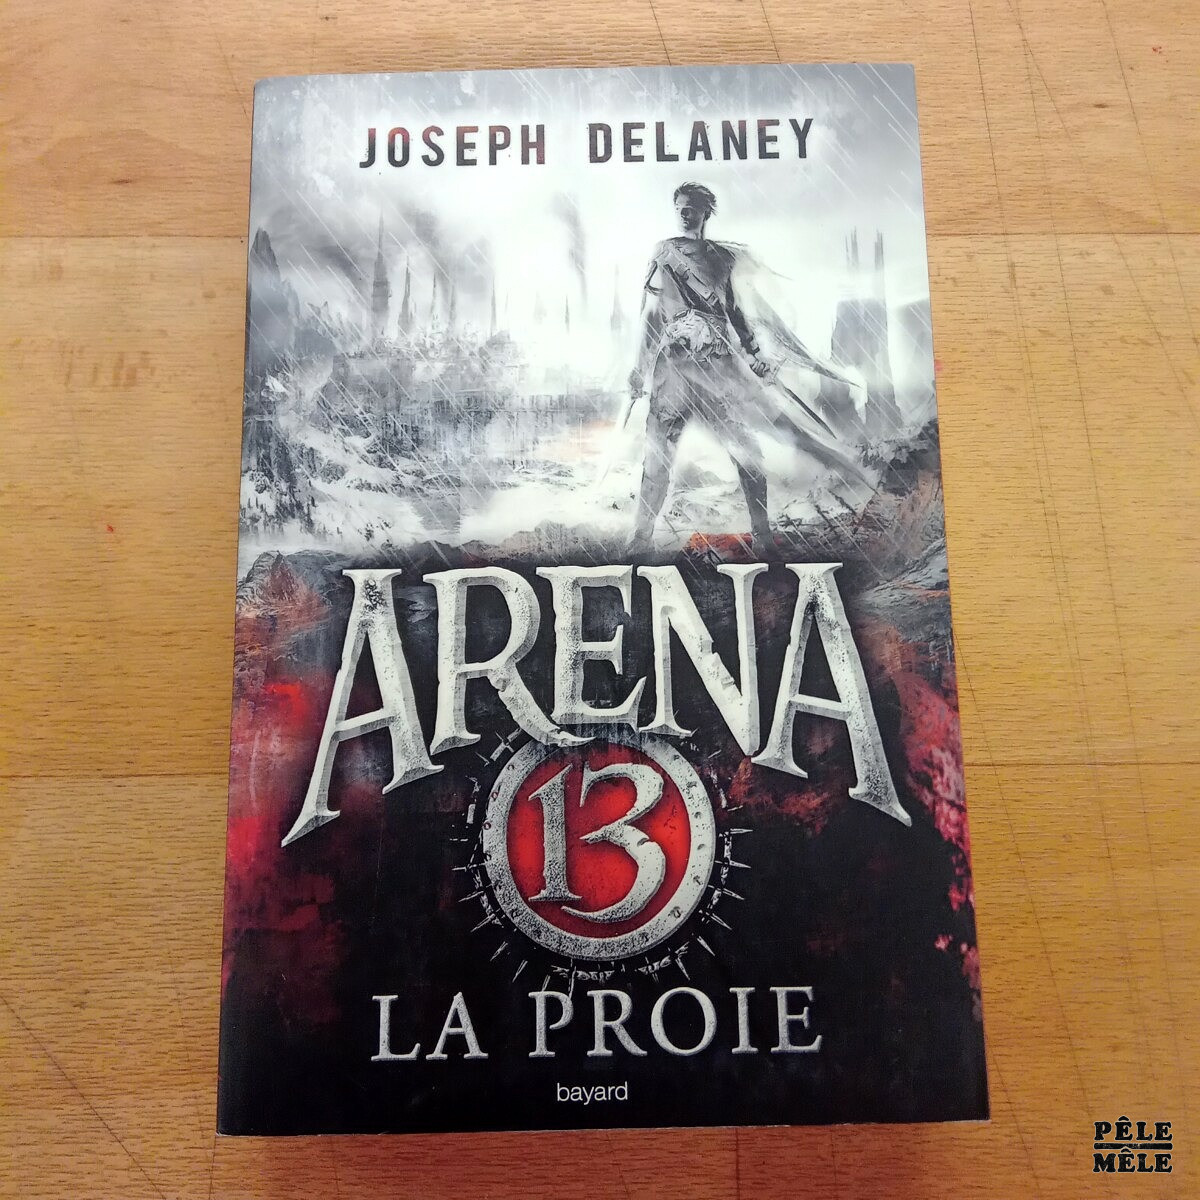 JOSEPH DELANEY
ARENA
13
LA PROIE
bayard
PÊLE
MÊLE